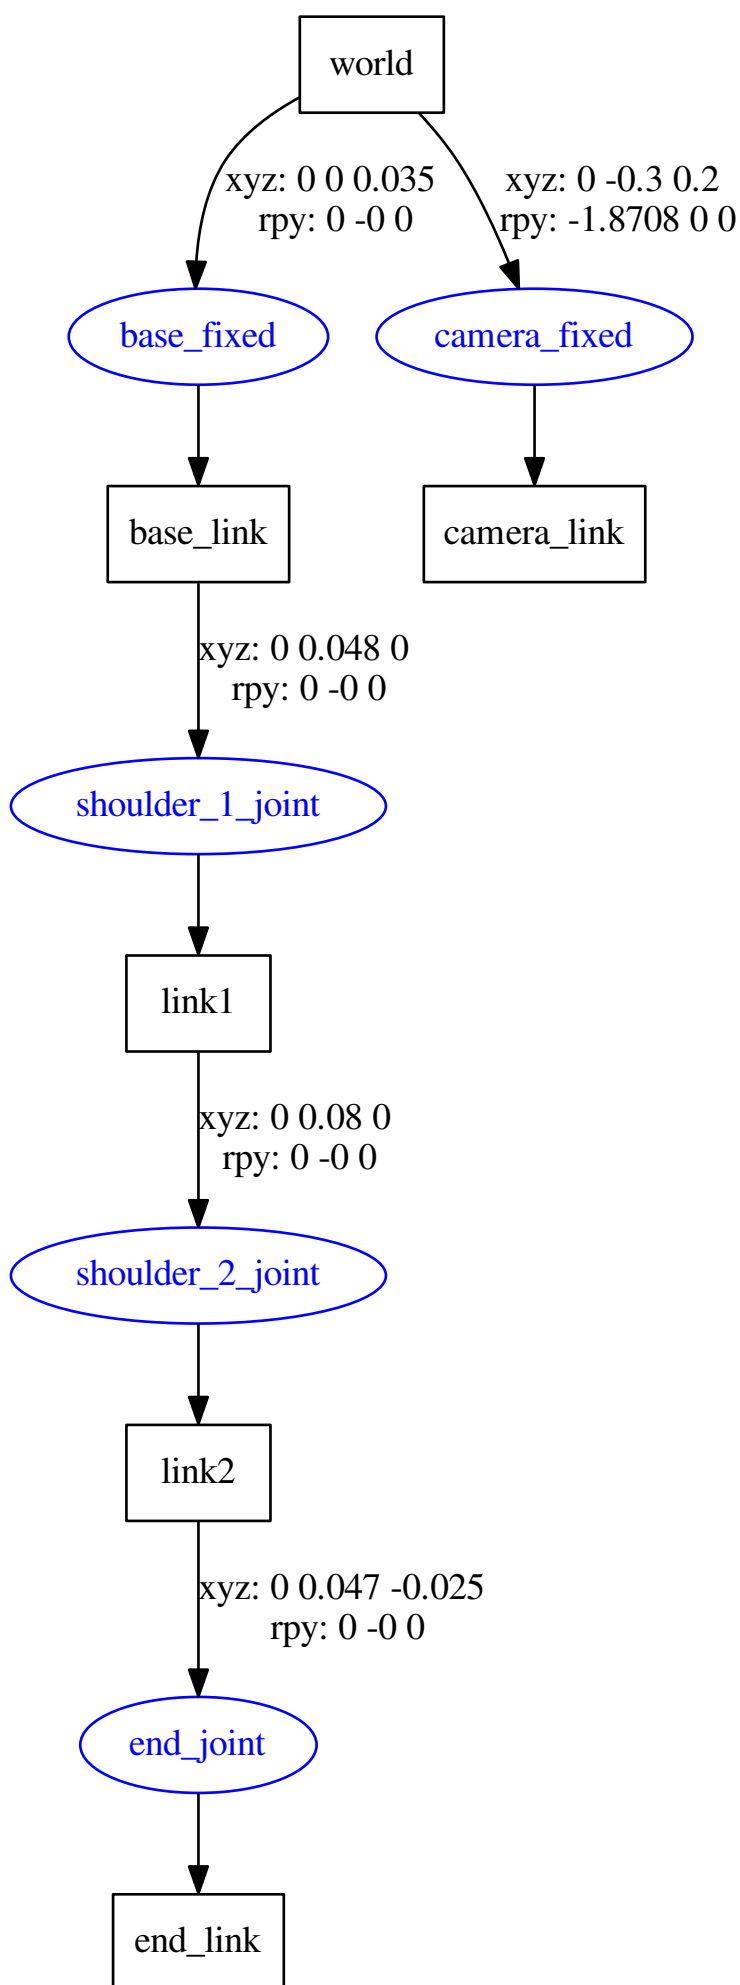 world
xyz: 0 0 0.035
rpy: 0 -0 0
xyz: 0 -0.3 0.2
rpy: -1.8708 0 0
base_fixed
camera_fixed
base_link
camera_link
xyz: 0 0.048 0
rpy: 0 -0 0
shoulder_1_joint
link1
xyz: 0 0.08 0
rpy: 0 -0 0
shoulder_2_joint
link2
xyz: 0 0.047 -0.025
rpy: 0 -0 0
end_joint
end_link